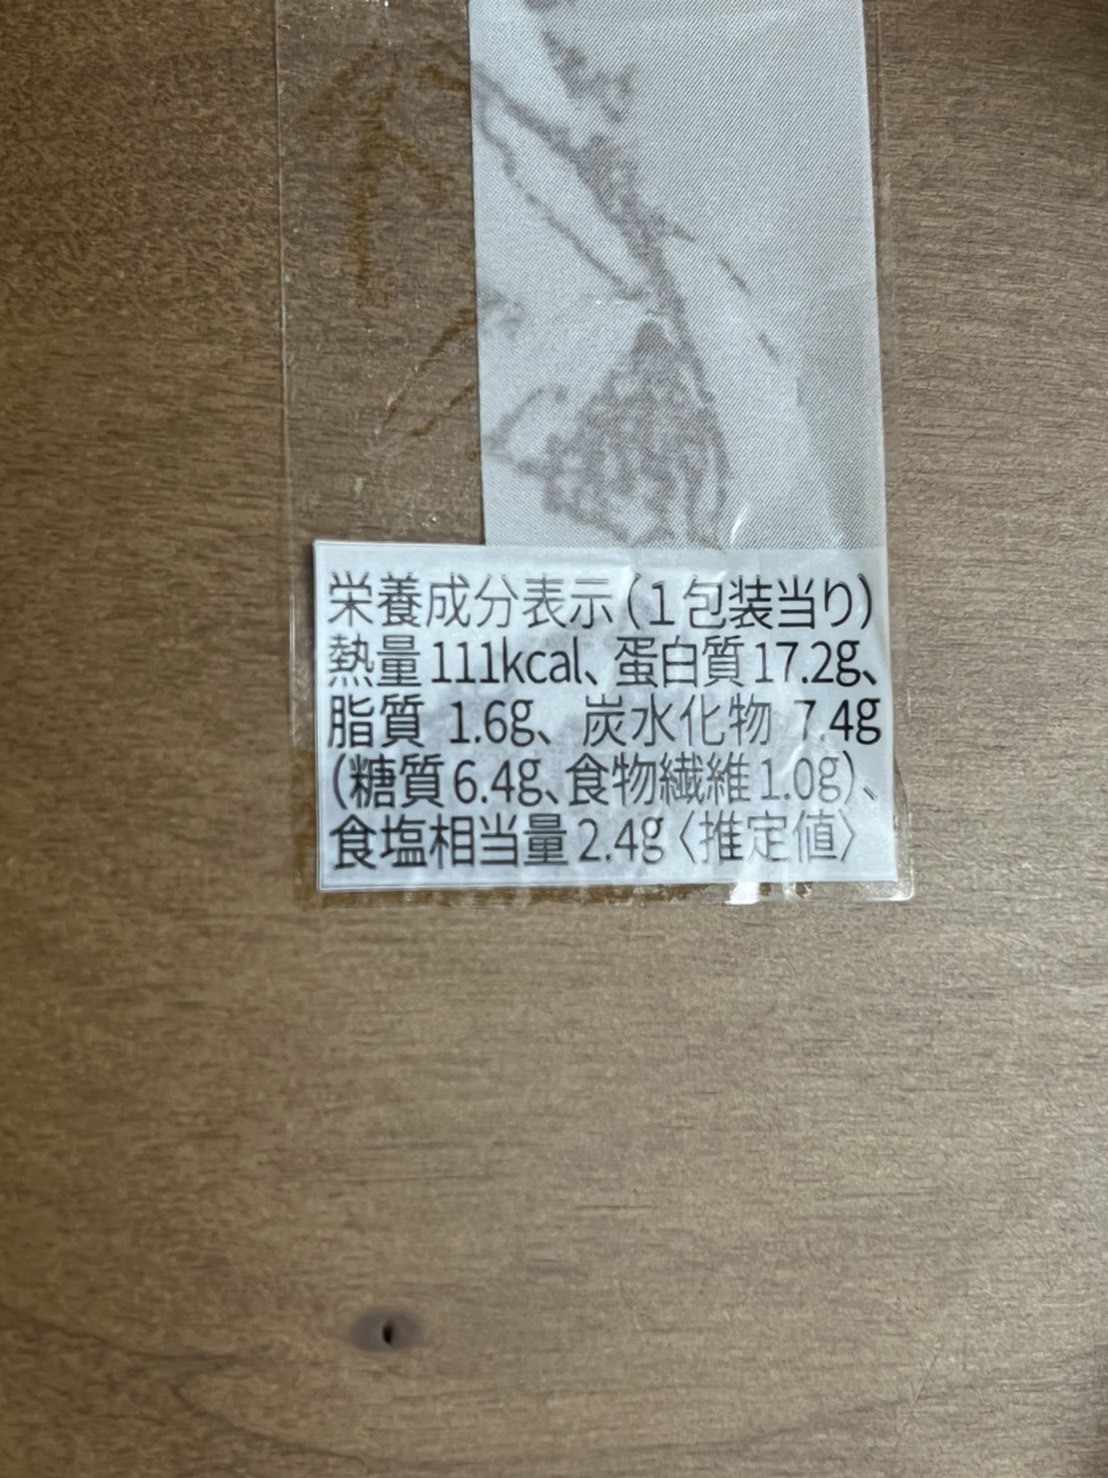 栄養成分表示(1包装当り)
熱量111kcal、蛋白質17.2g、
脂質 1.6g、炭水化物 7.4g
(糖質6.4g、食物繊維1.0g)、
食塩相当量2.4g〈推定値〉